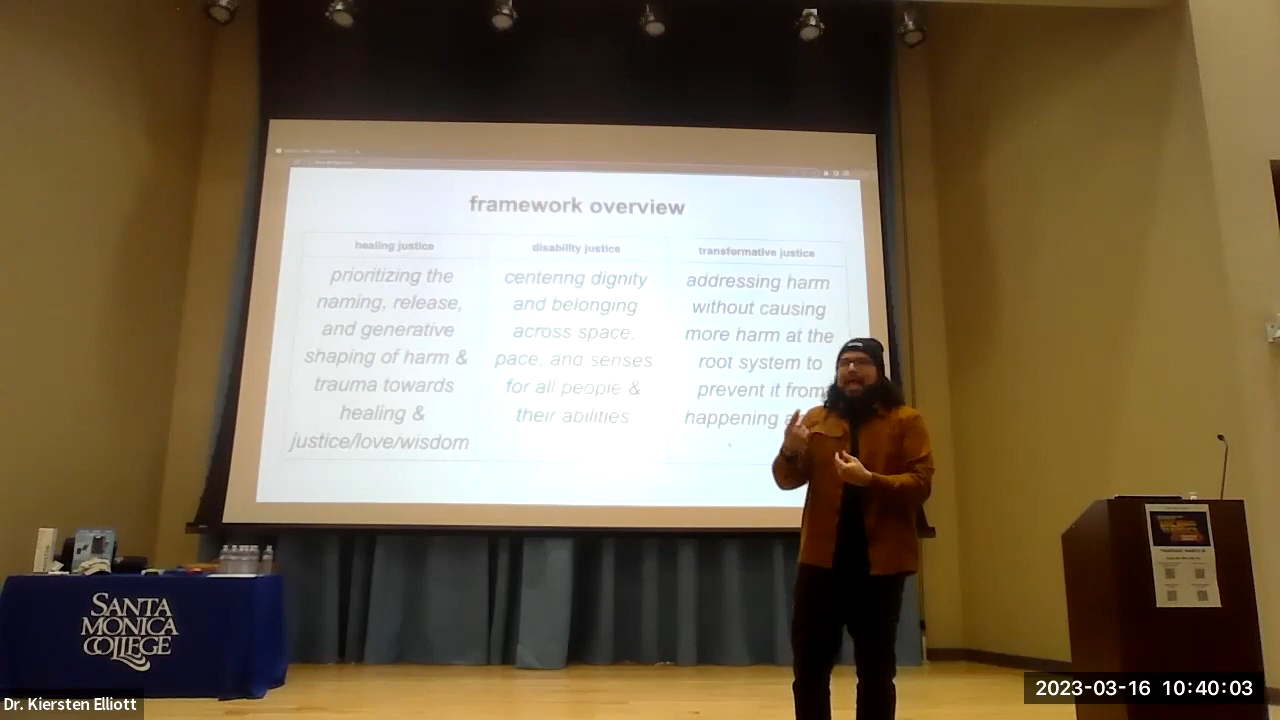 framework overview
healing justice
prioritizing the
naming, release,
and generative
shaping of harm &
trauma towards
healing &
justice/love/wisdom
disability justice
centering dignity
and belonging
across space,
pace, and senses
for all people &
their abilities
transformative justice
addressing harm
without causing
more harm at the
root system to
prevent it from
happening
SANTA
MONICA
COLLEGE
Dr. Kiersten Elliott
2023-03-16 10:40:03